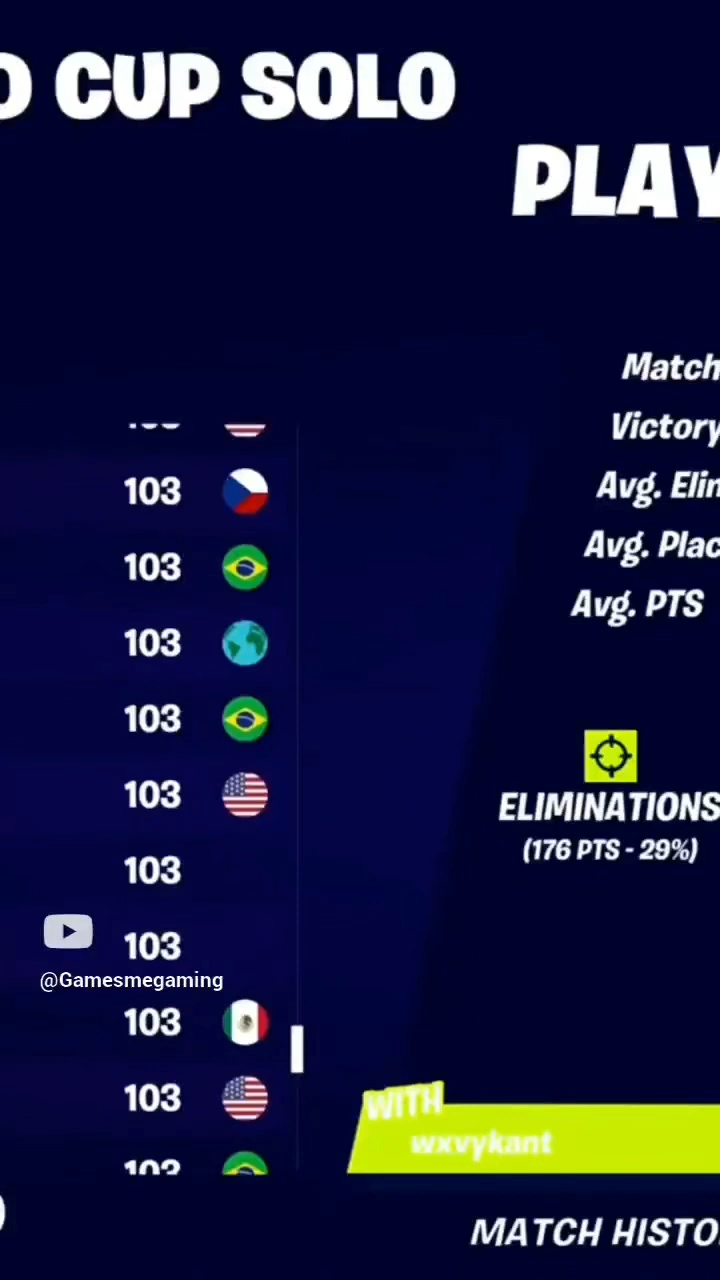 CUP SOLO
PLAY
Match
Victory
Avg. Elim
Avg. Plac
Avg. PTS
103
103
103
103
103
103
103
103
103
ELIMINATIONS
(176 PTS - 29%)
@Gamesmegaming
WITH
wxvykant
MATCH HISTO